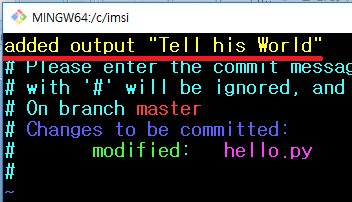 MINGW64:/c/imsi
added output "Tell his World"
# Please enter the commit messag
# with '#' will be ignored, and
# On branch master
# Changes to be committed:
#       modified:   hello.py
#
~